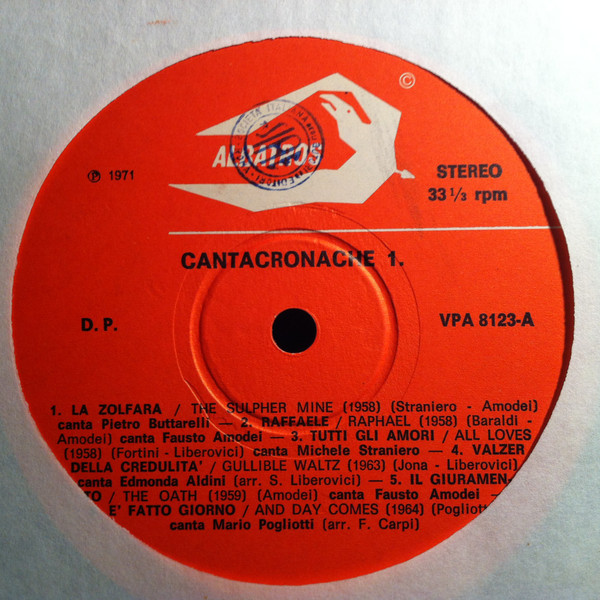 ©
ALBATROS
℗ 1971
STEREO
33 1/3 rpm
CANTACRONACHE 1.
D. P.
VPA 8123-A
1. LA ZOLFARA / THE SULPHER MINE (1958) (Straniero - Amodei)
canta Pietro Buttarelli — 2. RAFFAELE / RAPHAEL (1958) (Baraldi -
Amodei) canta Fausto Amodei — 3. TUTTI GLI AMORI / ALL LOVES
(1958) (Fortini - Liberovici) canta Michele Straniero — 4. VALZER
DELLA CREDULITA' / GULLIBLE WALTZ (1963) (Jona - Liberovici)
canta Edmonda Aldini (arr. S. Liberovici) — 5. IL GIURAMEN-
TO / THE OATH (1959) (Amodei) canta Fausto Amodei —
E' FATTO GIORNO / AND DAY COMES (1964) (Pogliott
canta Mario Pogliotti (arr. F. Carpi)